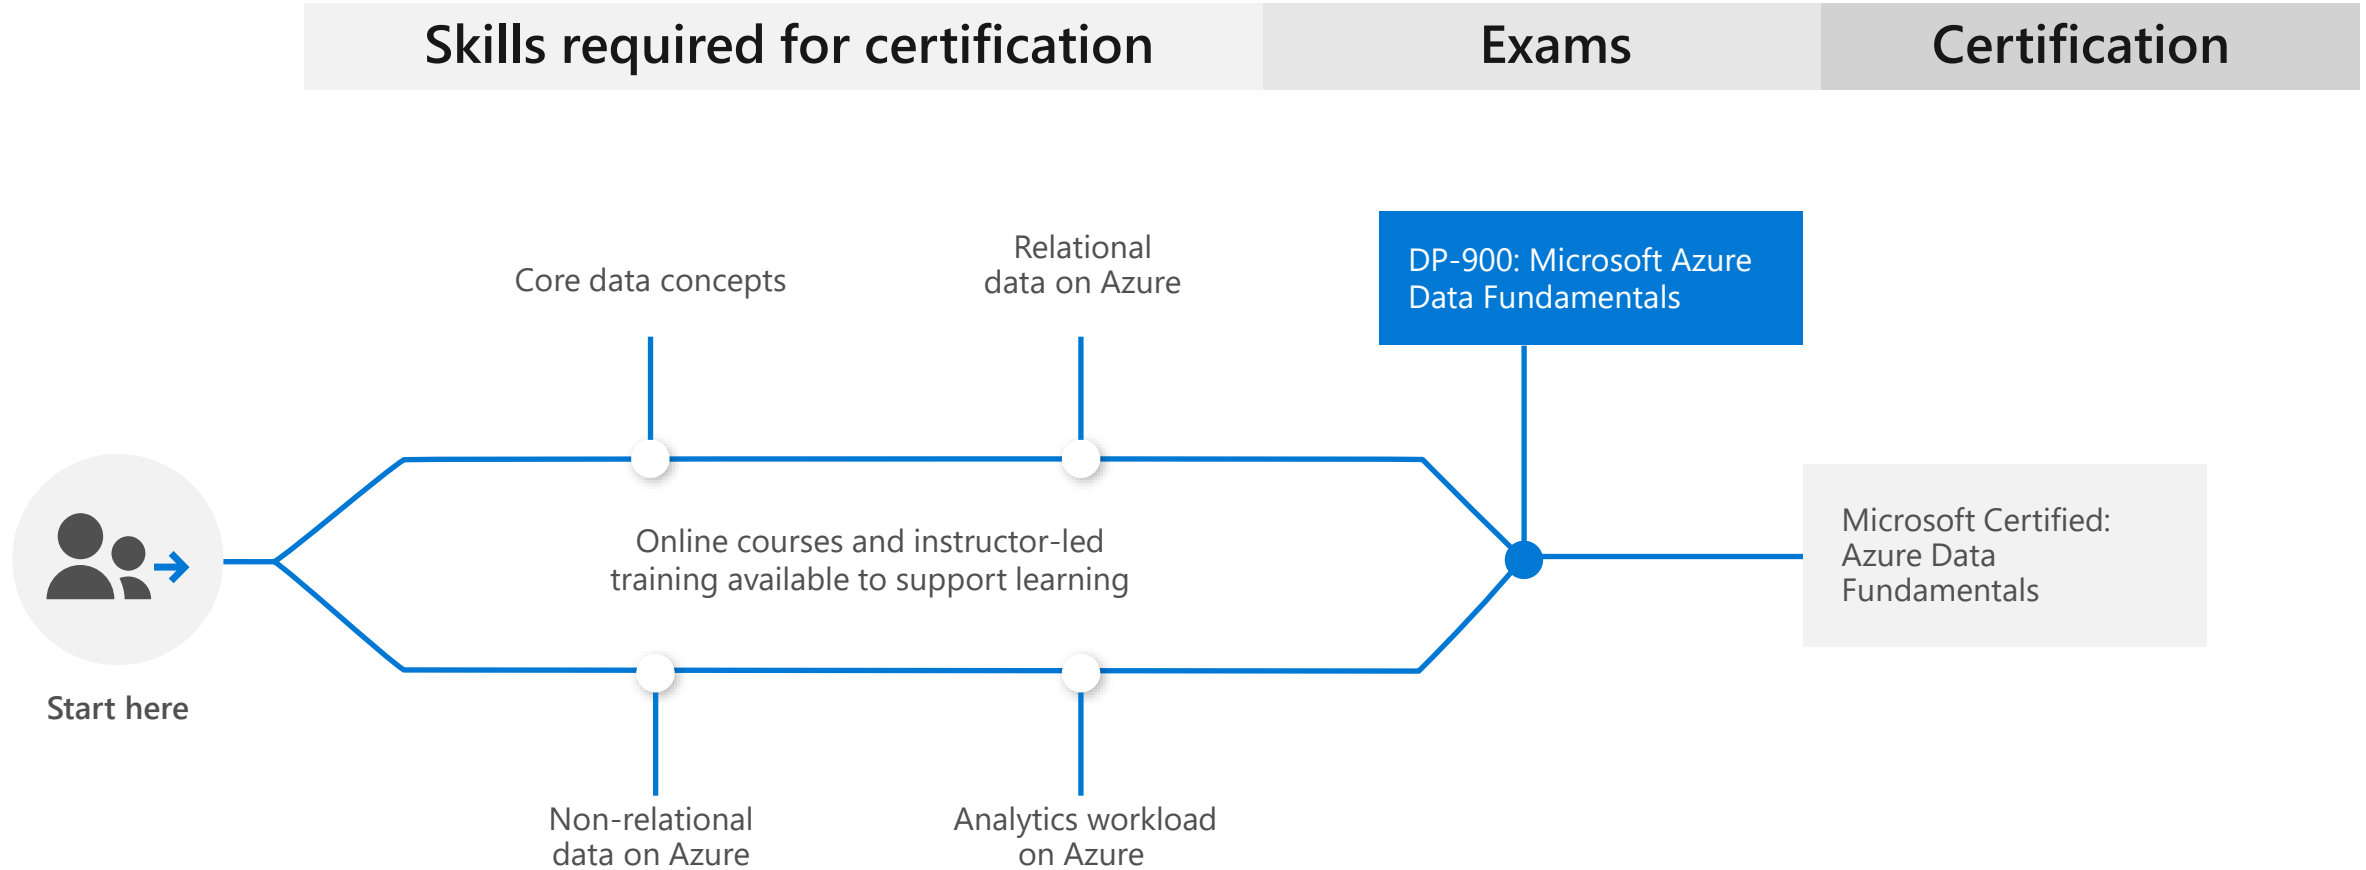 Skills required for certification
Exams
Certification
Core data concepts
Relational
data on Azure
DP-900: Microsoft Azure
Data Fundamentals
Online courses and instructor-led
training available to support learning
Microsoft Certified:
Azure Data
Fundamentals
Start here
Non-relational
data on Azure
Analytics workload
on Azure